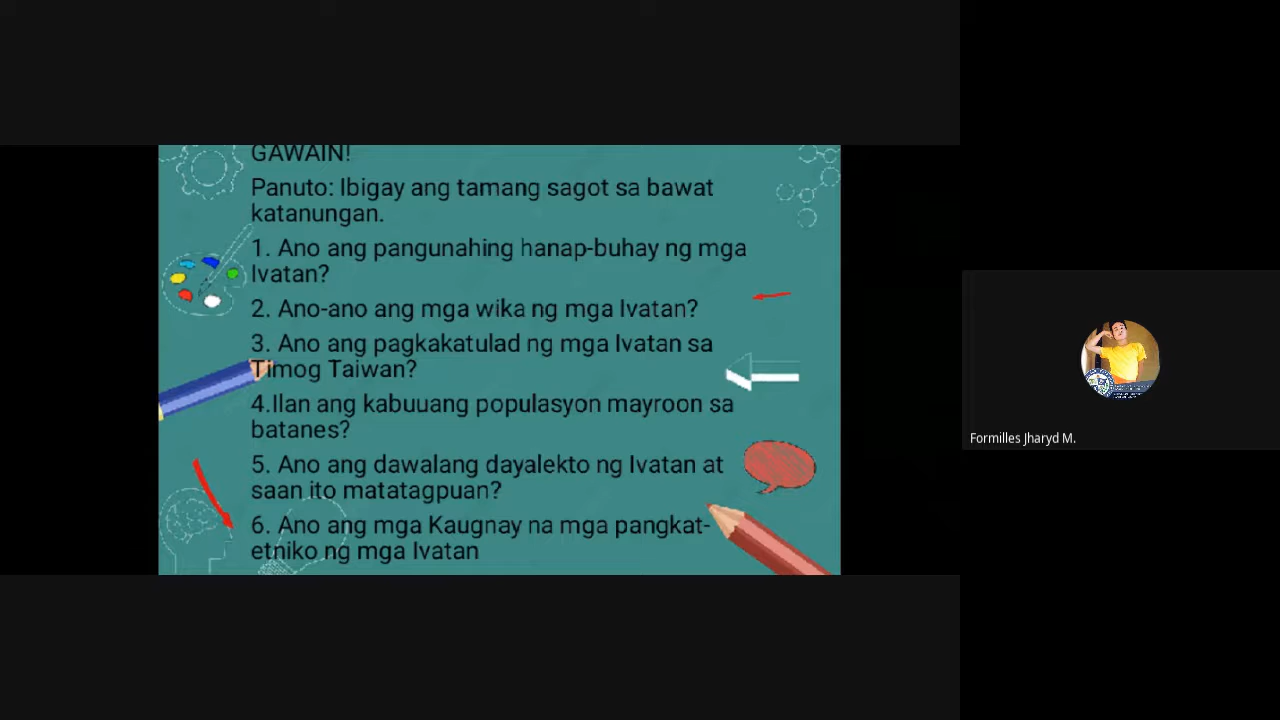 GAWAIN!
Panuto: Ibigay ang tamang sagot sa bawat
katanungan.
1. Ano ang pangunahing hanap-buhay ng mga
Ivatan?
2. Ano-ano ang mga wika ng mga Ivatan?
3. Ano ang pagkakatulad ng mga Ivatan sa
Timog Taiwan?
4.Ilan ang kabuuang populasyon mayroon sa
batanes?
5. Ano ang dawalang dayalekto ng Ivatan at
saan ito matatagpuan?
6. Ano ang mga Kaugnay na mga pangkat-
etniko ng mga Ivatan
Formilles Jharyd M.